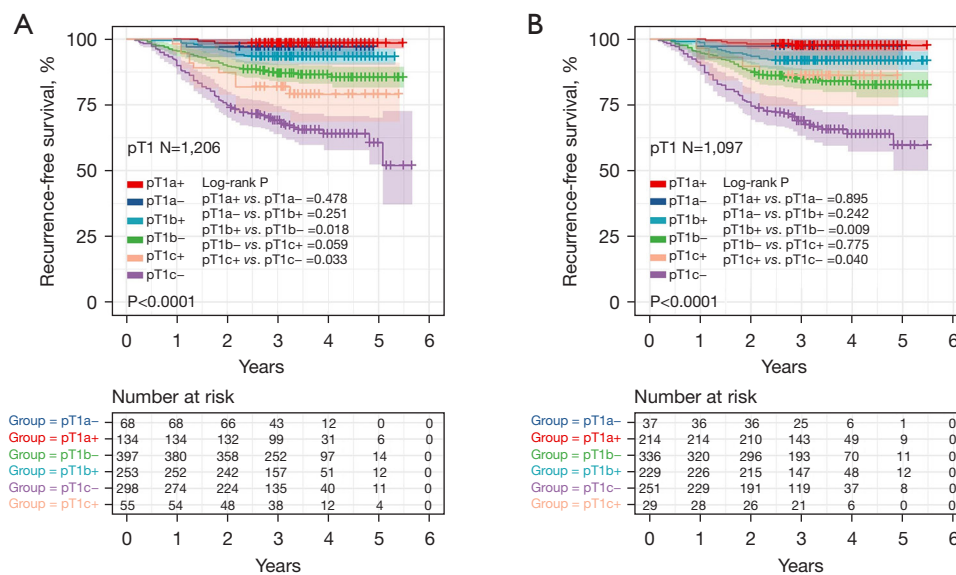 A
Recurrence-free survival, %
100
75
50
25
0
pT1 N=1,206
pT1a+
pT1a−
pT1b+
pT1b−
pT1c+
pT1c−
Log-rank P
pT1a+ vs. pT1a− =0.478
pT1a− vs. pT1b+ =0.251
pT1b+ vs. pT1b− =0.018
pT1b− vs. pT1c+ =0.059
pT1c+ vs. pT1c− =0.033
P<0.0001
0 1 2 3 4 5 6
Years
Number at risk
Group = pT1a− 68 68 66 43 12 0 0
Group = pT1a+ 134 134 132 99 31 6 0
Group = pT1b− 397 380 358 252 97 14 0
Group = pT1b+ 253 252 242 157 51 12 0
Group = pT1c− 298 274 224 135 40 11 0
Group = pT1c+ 55 54 48 38 12 4 0
0 1 2 3 4 5 6
Years
B
Recurrence-free survival, %
100
75
50
25
0
pT1 N=1,097
pT1a+
pT1a−
pT1b+
pT1b−
pT1c+
pT1c−
Log-rank P
pT1a+ vs. pT1a− =0.895
pT1a− vs. pT1b+ =0.242
pT1b+ vs. pT1b− =0.009
pT1b− vs. pT1c+ =0.775
pT1c+ vs. pT1c− =0.040
P<0.0001
0 1 2 3 4 5 6
Years
Number at risk
Group = pT1a− 37 36 36 25 6 1 0
Group = pT1a+ 214 214 210 143 49 9 0
Group = pT1b− 336 320 296 193 70 11 0
Group = pT1b+ 229 226 215 147 48 12 0
Group = pT1c− 251 229 191 119 37 8 0
Group = pT1c+ 29 28 26 21 6 0 0
0 1 2 3 4 5 6
Years